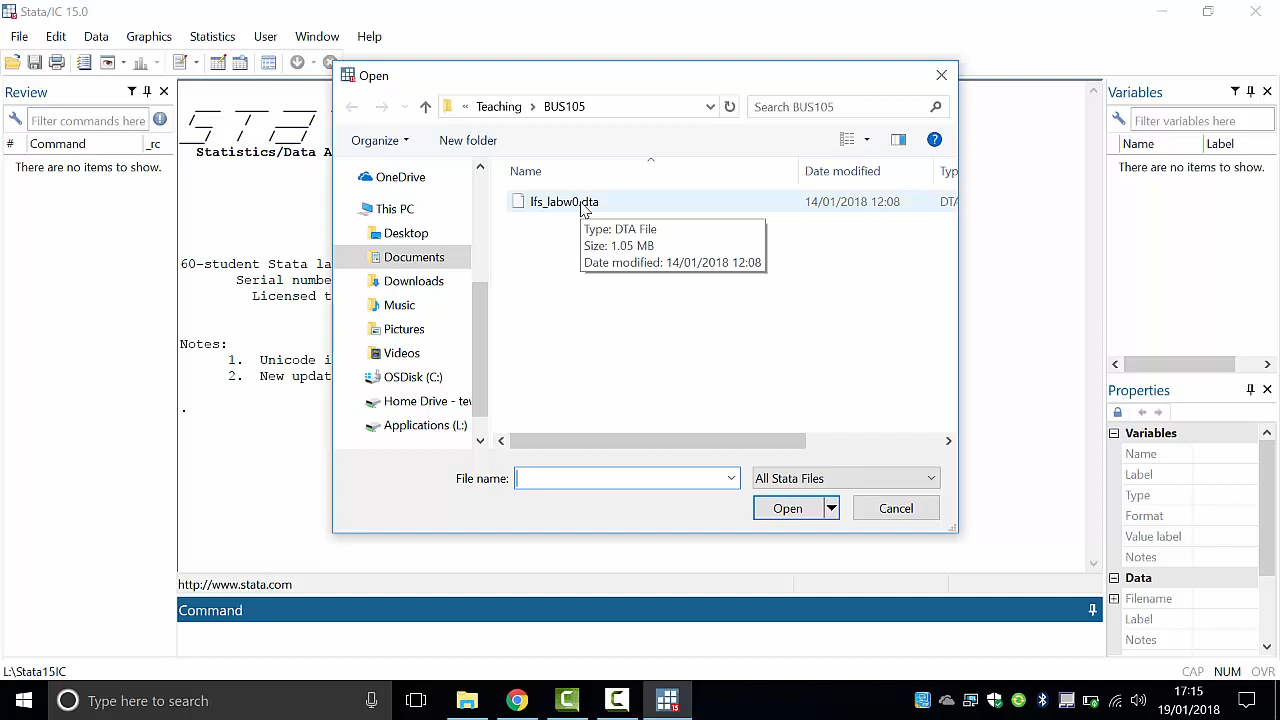 Stata/IC 15.0
File Edit Data Graphics Statistics User Window Help
Review
Filter commands here
# Command _rc
There are no items to show.
Statistics/Data A
60-student Stata la
Serial numbe
Licensed t
Notes:
1. Unicode i
2. New updat
.
http://www.stata.com
Command
Open
« Teaching > BUS105
Search BUS105
Organize
New folder
Name Date modified Typ
lfs_labw0.dta 14/01/2018 12:08 DTA
Type: DTA File
Size: 1.05 MB
Date modified: 14/01/2018 12:08
OneDrive
This PC
Desktop
Documents
Downloads
Music
Pictures
Videos
OSDisk (C:)
Home Drive - tew
Applications (L:)
File name:
All Stata Files
Open
Cancel
Variables
Filter variables here
Name Label
There are no items to show.
Properties
Variables
Name
Label
Type
Format
Value label
Notes
Data
Filename
Label
Notes
L:\Stata15IC
CAP NUM OVR
Type here to search
17:15
19/01/2018